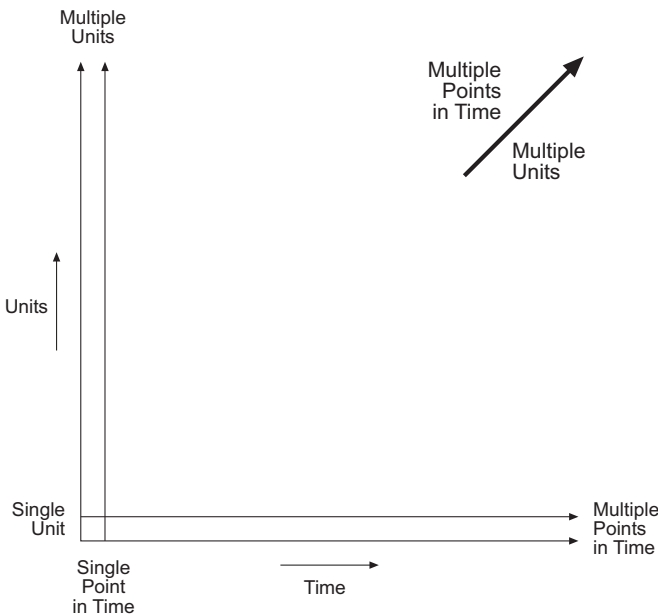 Multiple
Units
Multiple
Points
in Time
Multiple
Units
Units
Single
Unit
Multiple
Points
in Time
Single
Point
in Time
Time